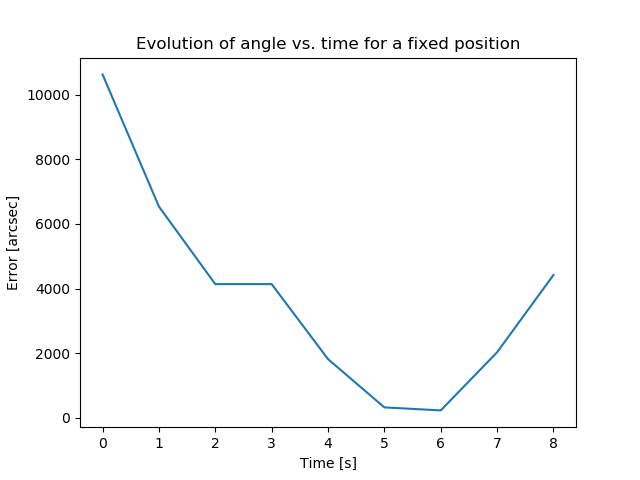 Evolution of angle vs. time for a fixed position
10000
8000
6000
4000
2000
0
Error [arcsec]
0 1 2 3 4 5 6 7 8
Time [s]